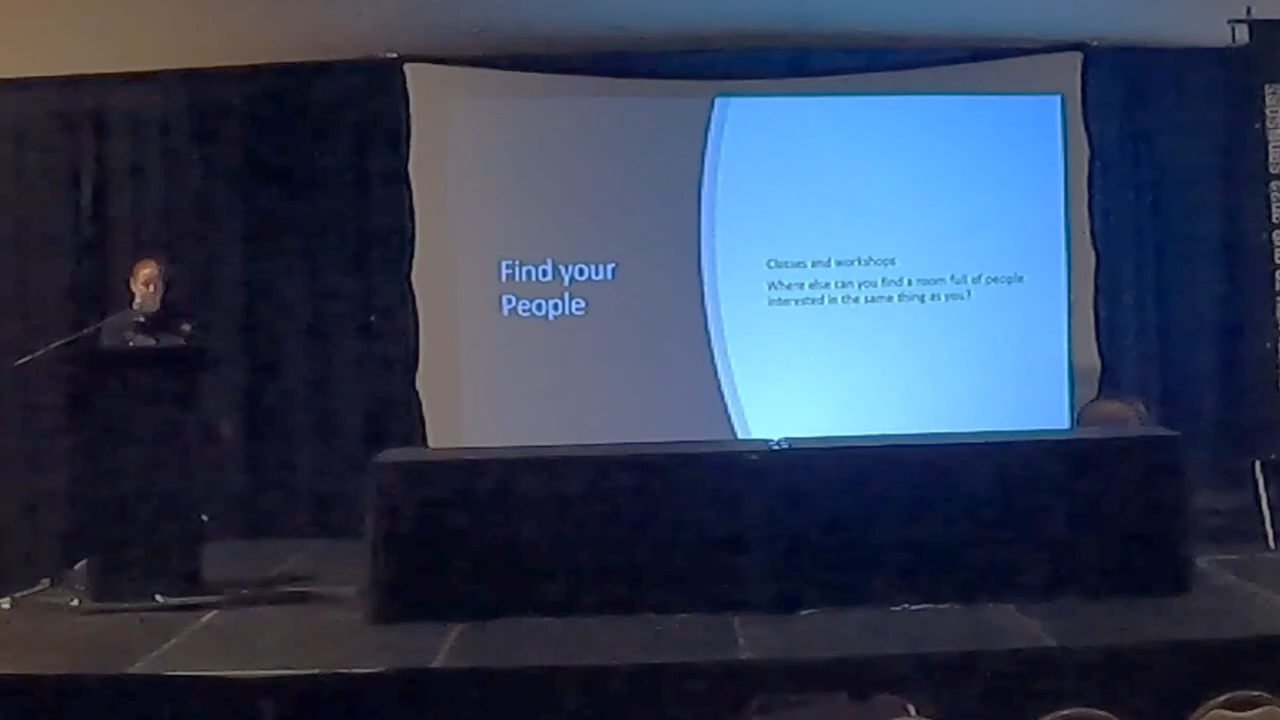 Find your
People
Classes and workshops
Where else can you find a room full of people
interested in the same thing as you?